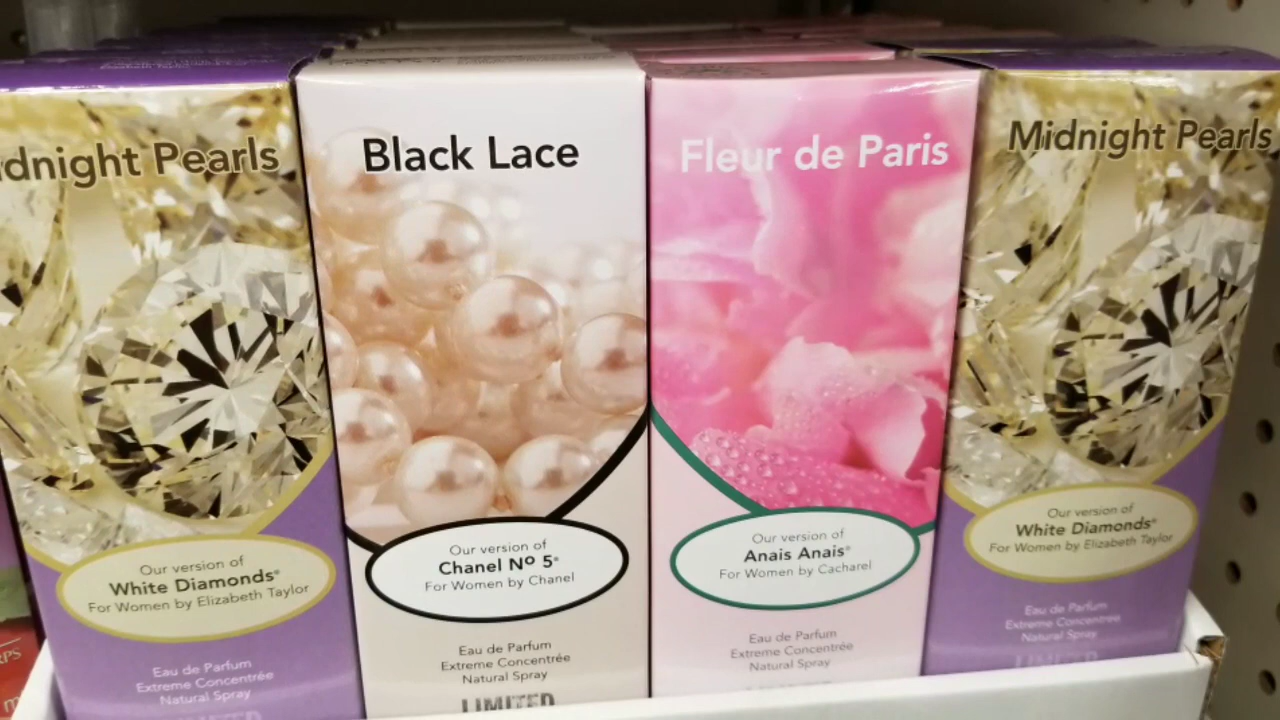 dnight Pearls
Our version of
White Diamonds®
For Women by Elizabeth Taylor
Eau de Parfum
Extreme Concentrée
Natural Spray
LIMITED
Black Lace
Our version of
Chanel Nº 5®
For Women by Chanel
Eau de Parfum
Extreme Concentrée
Natural Spray
LIMITED
Fleur de Paris
Our version of
Anais Anais®
For Women by Cacharel
Eau de Parfum
Extreme Concentrée
Natural Spray
Midnight Pearls
Our version of
White Diamonds®
For Women by Elizabeth Taylor
Eau de Parfum
Extreme Concentrée
Natural Spray
LIMITED